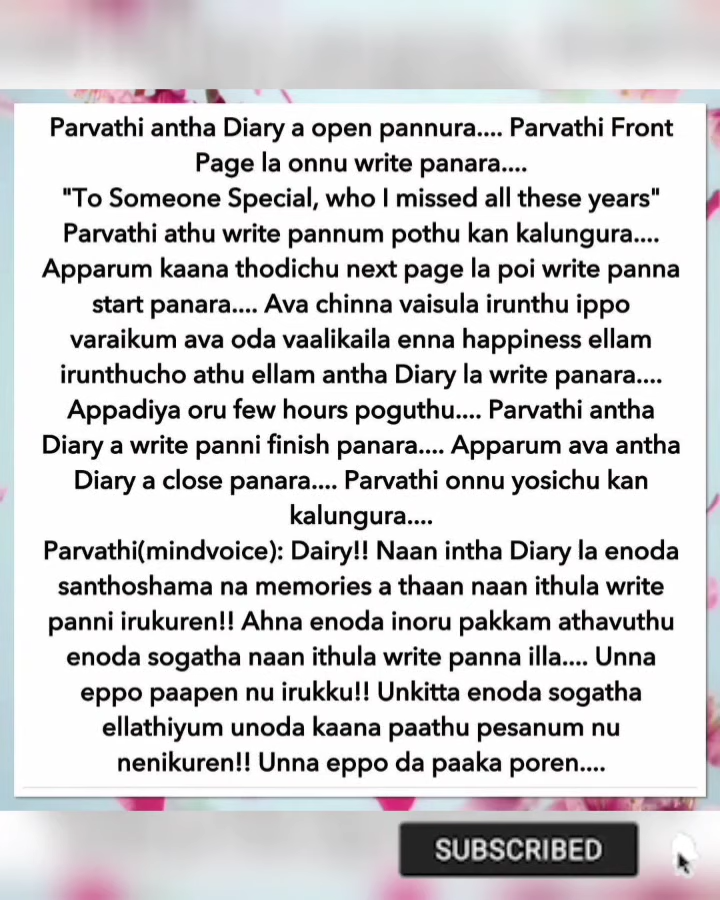 Parvathi antha Diary a open pannura.... Parvathi Front
Page la onnu write panara....
"To Someone Special, who I missed all these years"
Parvathi athu write pannum pothu kan kalungura....
Apparum kaana thodichu next page la poi write panna
start panara.... Ava chinna vaisula irunthu ippo
varaikum ava oda vaalikaila enna happiness ellam
irunthucho athu ellam antha Diary la write panara....
Appadiya oru few hours poguthu.... Parvathi antha
Diary a write panni finish panara.... Apparum ava antha
Diary a close panara.... Parvathi onnu yosichu kan
kalungura....
Parvathi(mindvoice): Dairy!! Naan intha Diary la enoda
santhoshama na memories a thaan naan ithula write
panni irukuren!! Ahna enoda inoru pakkam athavuthu
enoda sogatha naan ithula write panna illa.... Unna
eppo paapen nu irukku!! Unkitta enoda sogatha
ellathiyum unoda kaana paathu pesanum nu
nenikuren!! Unna eppo da paaka poren....
SUBSCRIBED